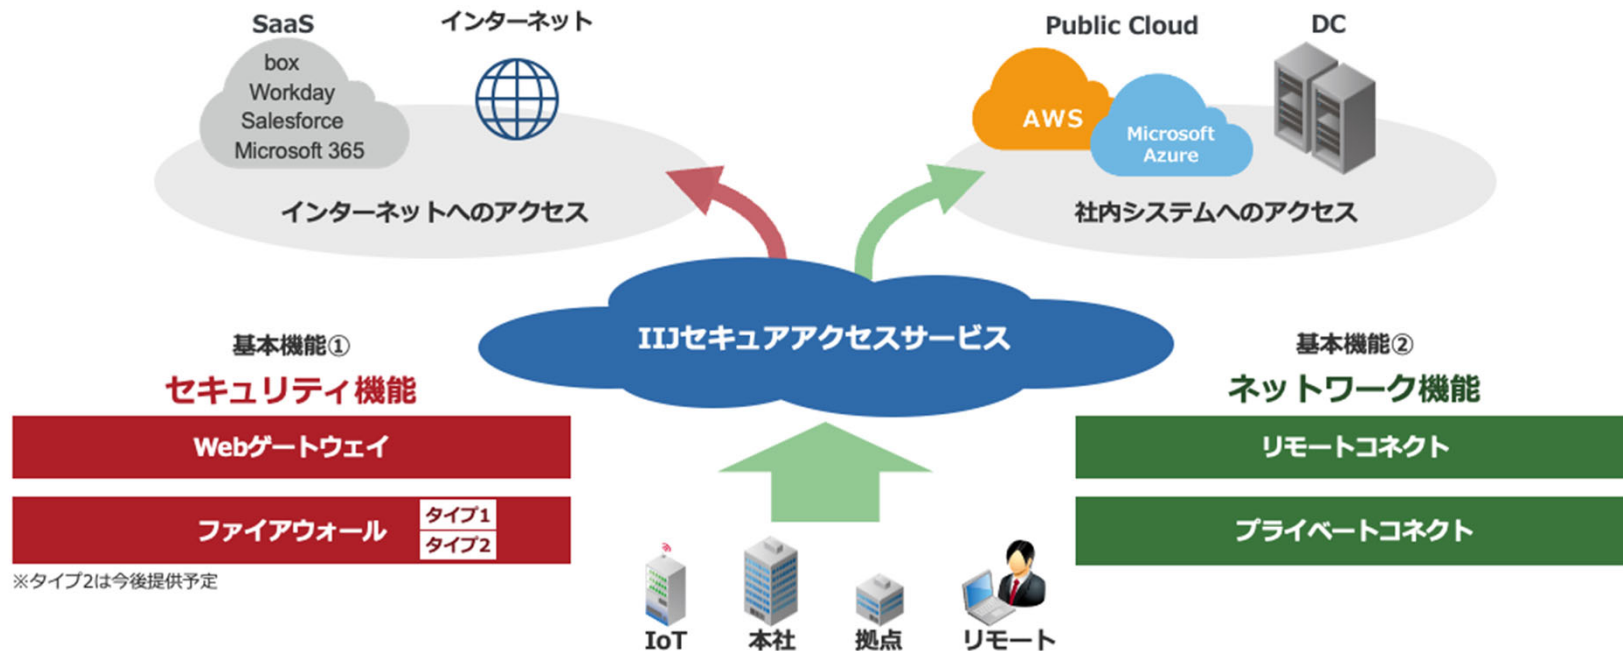 SaaS
インターネット
box
Workday
Salesforce
Microsoft 365
インターネットへのアクセス
Public Cloud
DC
AWS
Microsoft
Azure
社内システムへのアクセス
IIJセキュアアクセスサービス
基本機能①
セキュリティ機能
Webゲートウェイ
ファイアウォール
タイプ1
タイプ2
※タイプ2は今後提供予定
基本機能②
ネットワーク機能
リモートコネクト
プライベートコネクト
IoT
本社
拠点
リモート